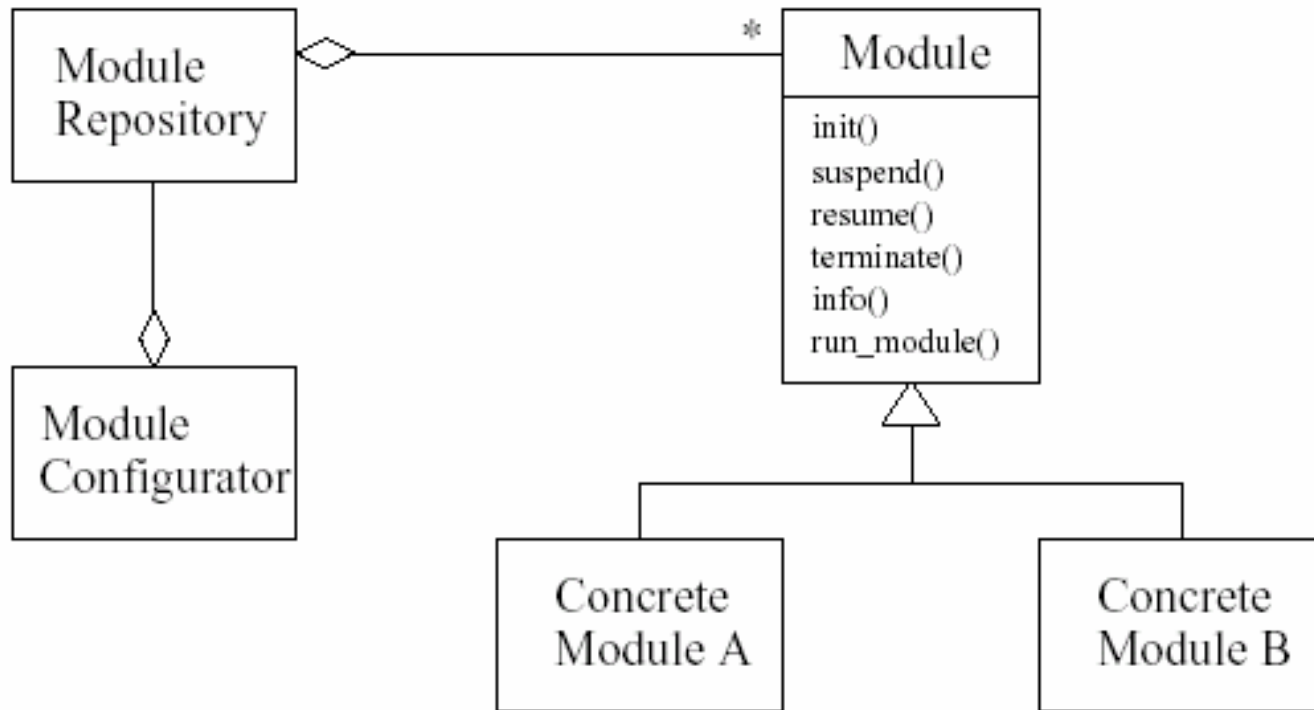 Module
Repository
*
Module
init()
suspend()
resume()
terminate()
info()
run_module()
Module
Configurator
Concrete
Module A
Concrete
Module B